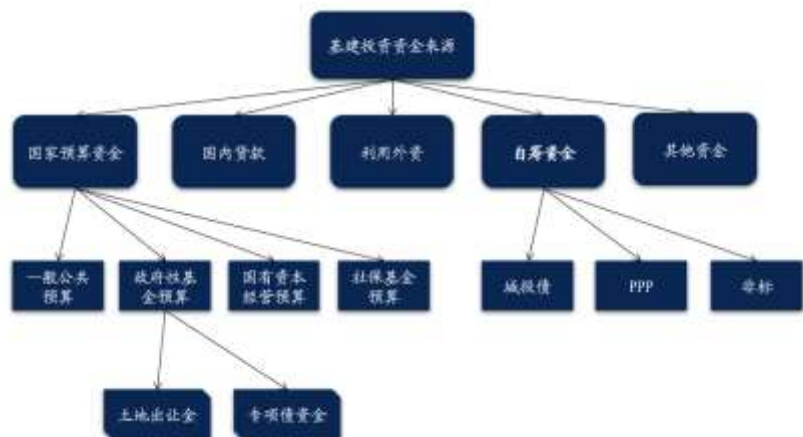 基建投资资金来源
国家预算资金
国内贷款
利用外资
自筹资金
其他资金
一般公共
预算
政府性基
金预算
国有资本
经营预算
社保基金
预算
城投债
PPP
非标
土地出让金
专项债资金